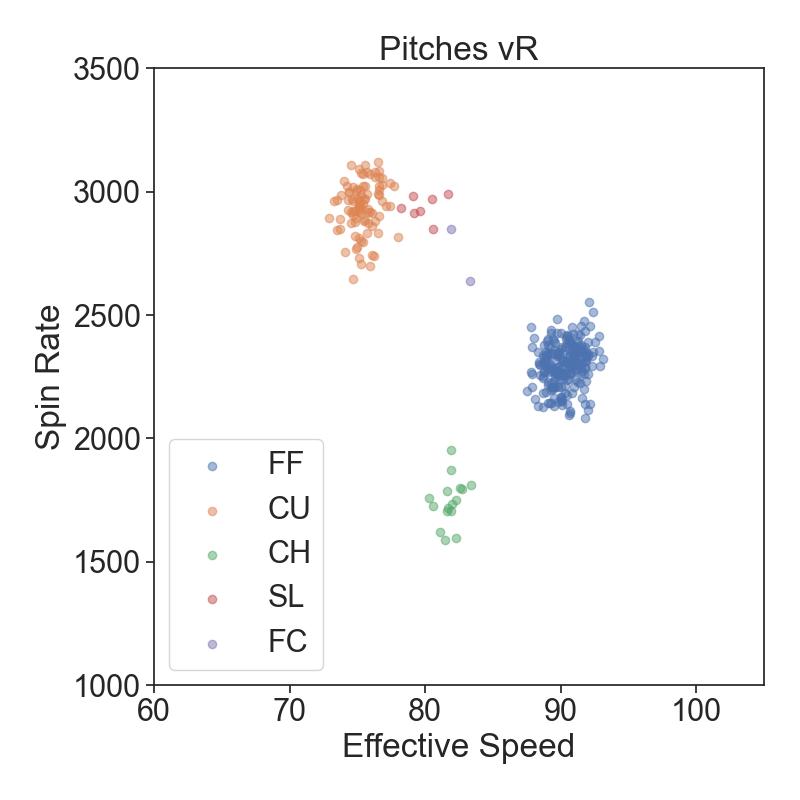 Pitches vR
3500
3000
2500
2000
1500
1000
Spin Rate
FF
CU
CH
SL
FC
60 70 80 90 100
Effective Speed